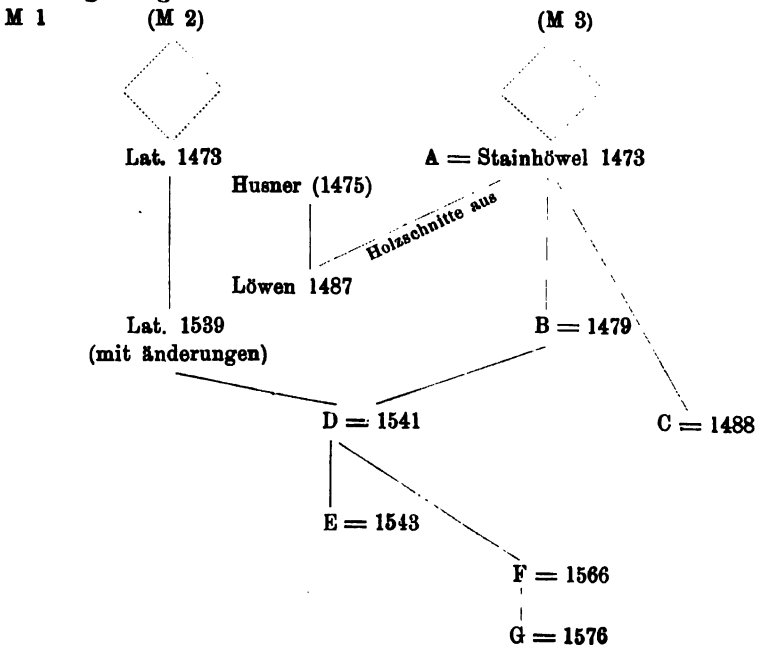 M 1 (M 2) (M 3)
Lat. 1473 A = Stainhöwel 1473
Husner (1475)
Holzschnitte aus
Löwen 1487
Lat. 1539 B = 1479
(mit änderungen)
D = 1541 C = 1488
E = 1543
F = 1566
G = 1576